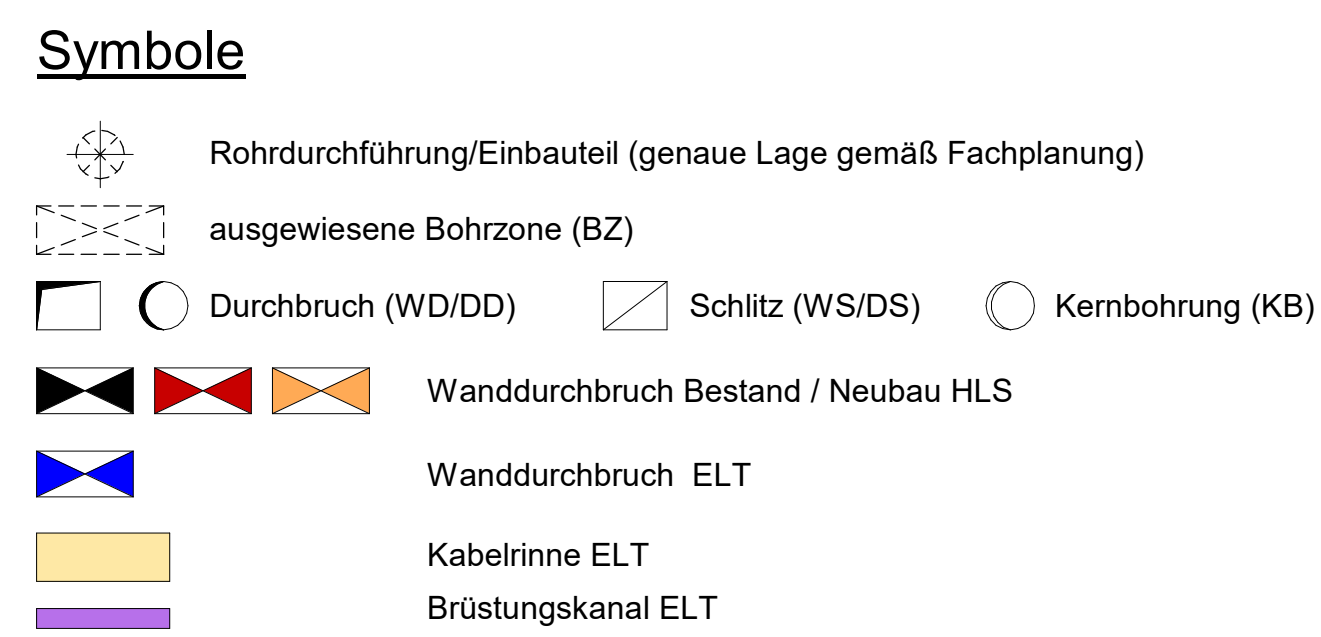 Symbole
Rohrdurchführung/Einbauteil (genaue Lage gemäß Fachplanung)
ausgewiesene Bohrzone (BZ)
Durchbruch (WD/DD) Schlitz (WS/DS) Kernbohrung (KB)
Wanddurchbruch Bestand / Neubau HLS
Wanddurchbruch ELT
Kabelrinne ELT
Brüstungskanal ELT